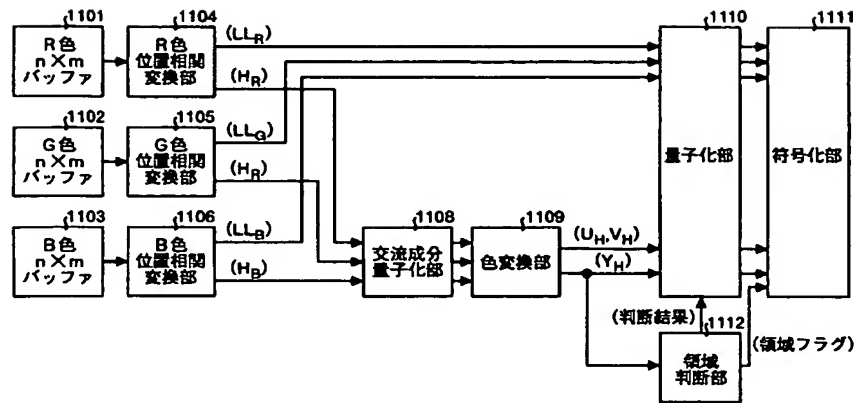 1101
R色
n×m
バッファ
1104
R色
位置相関
変換部
(LLR)
(HR)
1102
G色
n×m
バッファ
1105
G色
位置相関
変換部
(LLG)
(HR)
1103
B色
n×m
バッファ
1106
B色
位置相関
変換部
(LLB)
(HB)
1108
交流成分
量子化部
1109
色変換部
(UH,VH)
(YH)
1110
量子化部
1111
符号化部
(判断結果)
1112
領域
判断部
(領域フラグ)